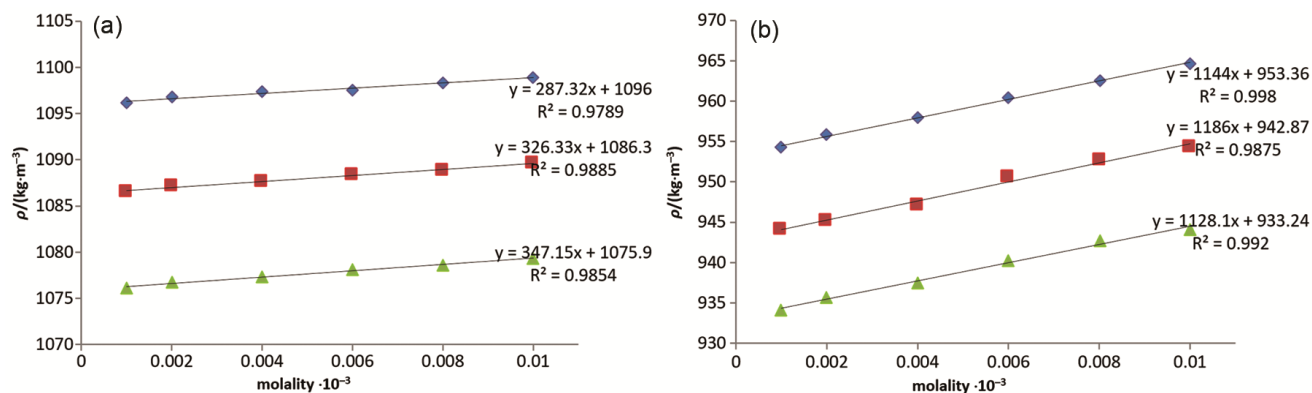 (a)
1105
1100
1095
1090
1085
1080
1075
1070
ρ/(kg·m⁻³)
y = 287.32x + 1096
R² = 0.9789
y = 326.33x + 1086.3
R² = 0.9885
y = 347.15x + 1075.9
R² = 0.9854
0 0.002 0.004 0.006 0.008 0.01
molality ·10⁻³
(b)
970
965
960
955
950
945
940
935
930
ρ/(kg·m⁻³)
y = 1144x + 953.36
R² = 0.998
y = 1186x + 942.87
R² = 0.9875
y = 1128.1x + 933.24
R² = 0.992
0 0.002 0.004 0.006 0.008 0.01
molality ·10⁻³